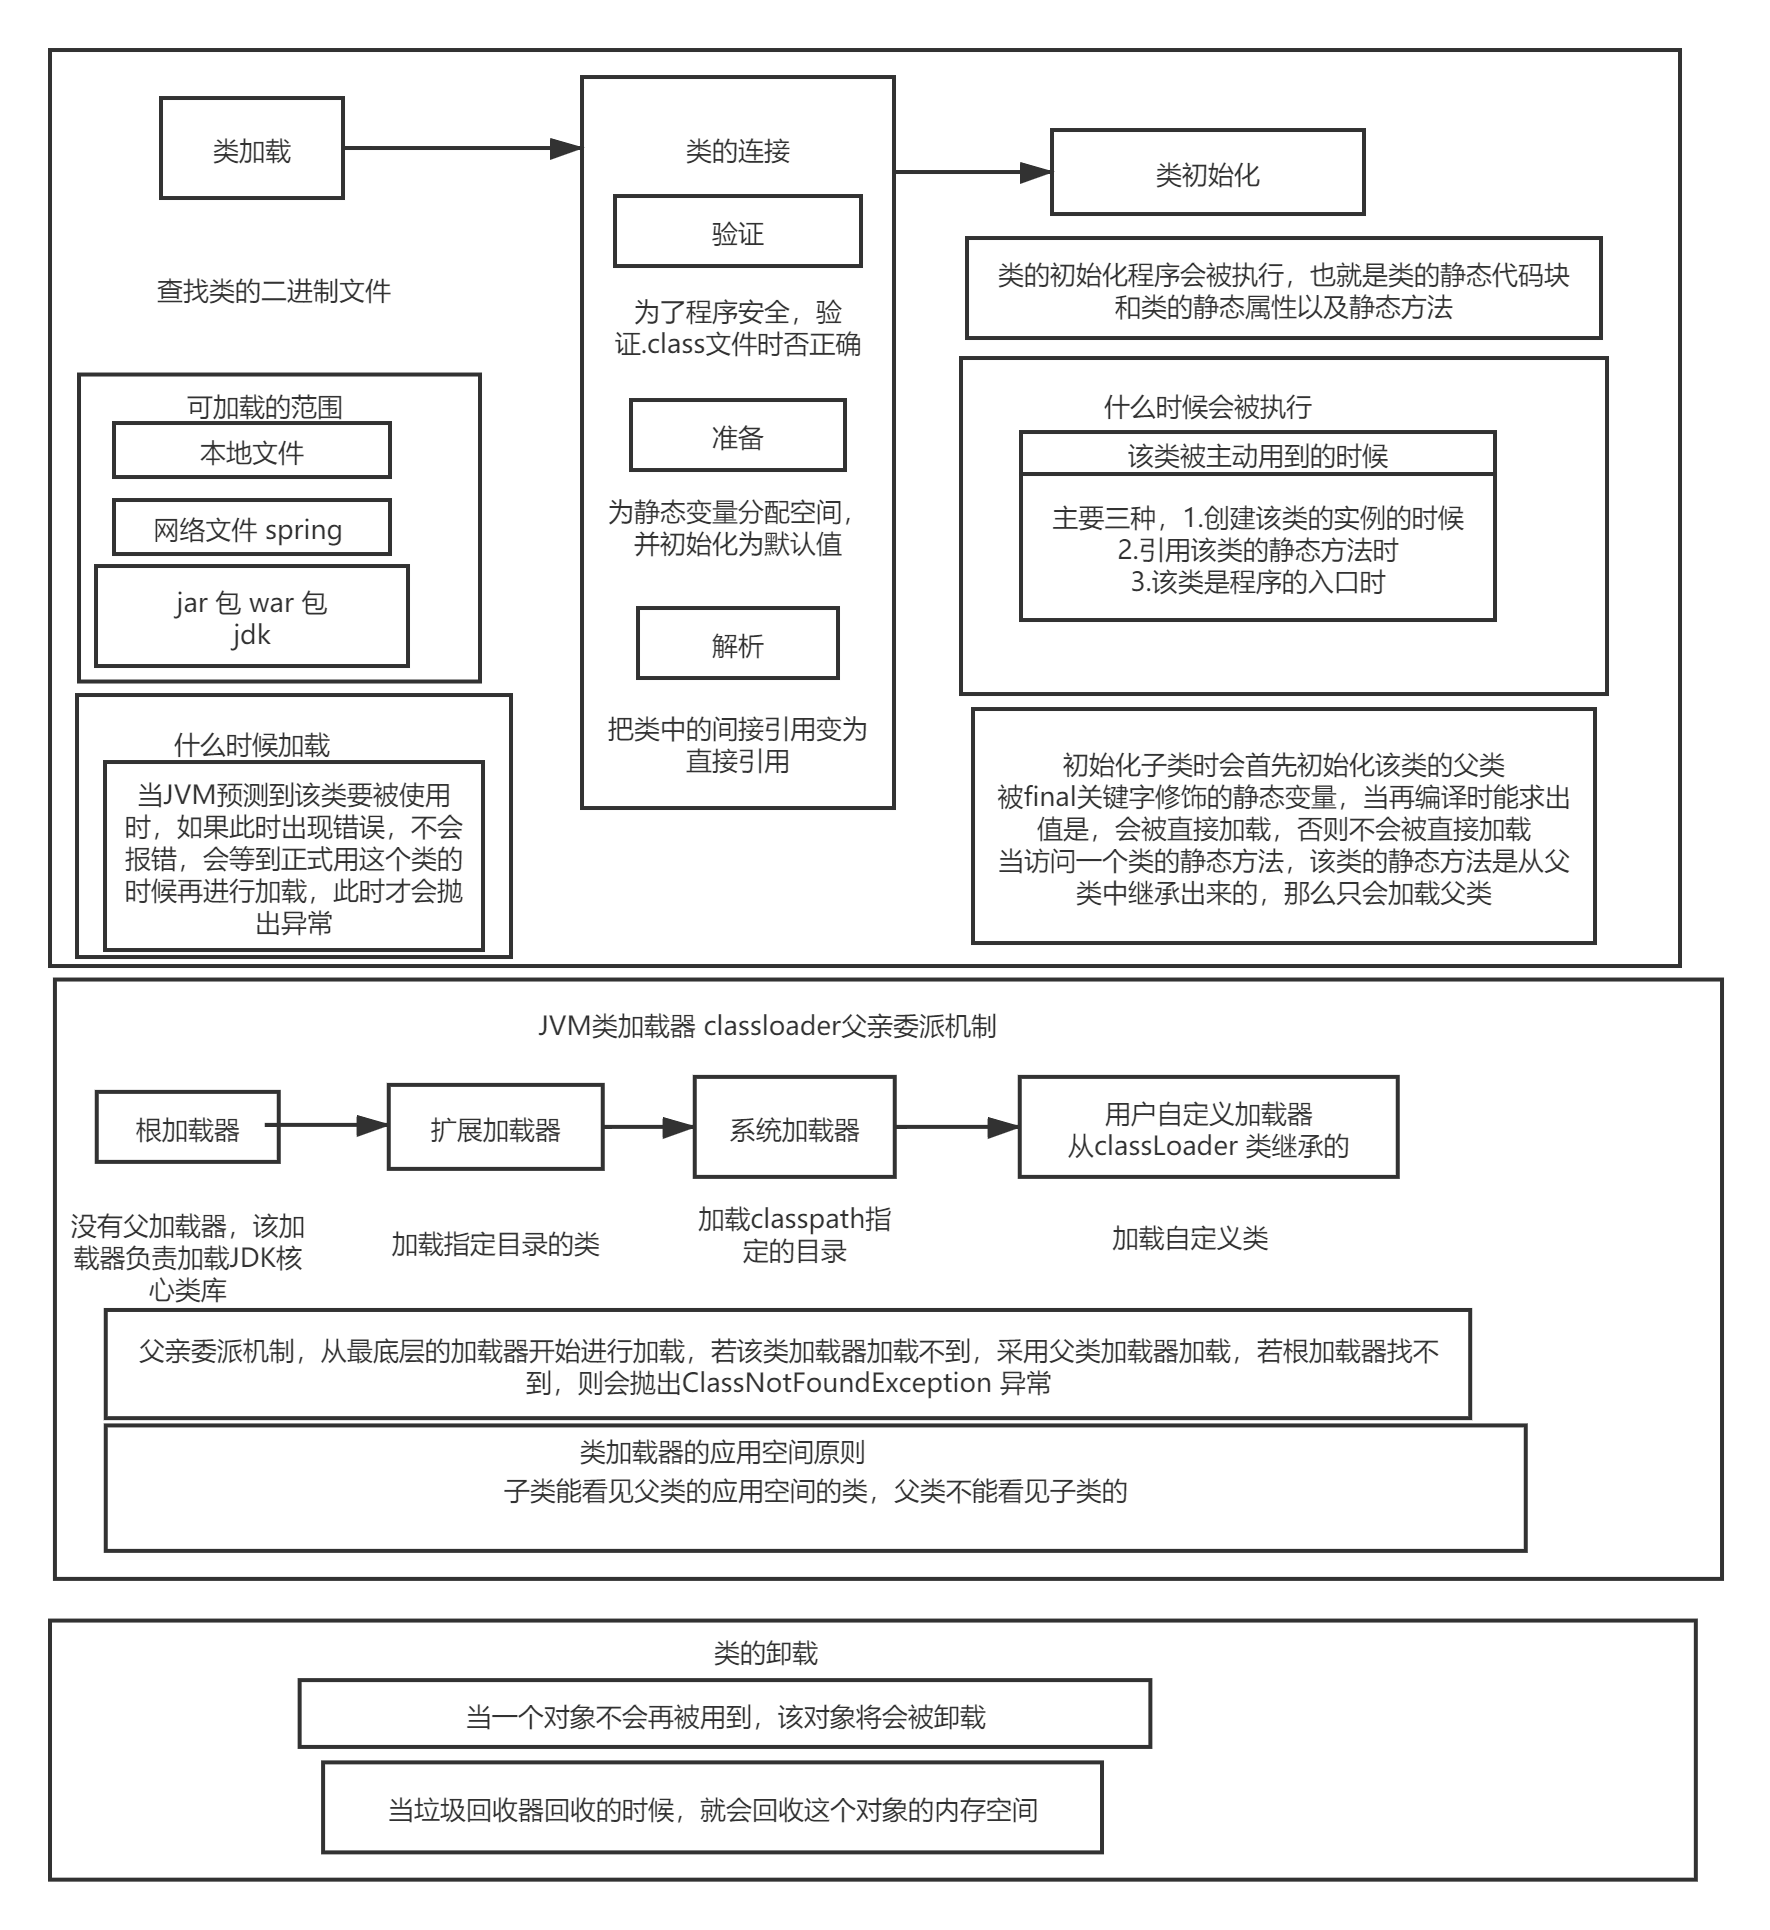 类加载
查找类的二进制文件
可加载的范围
本地文件
网络文件 spring
jar 包 war 包
jdk
什么时候加载
当JVM预测到该类要被使用
时，如果此时出现错误，不会
报错，会等到正式用这个类的
时候再进行加载，此时才会抛
出异常
类的连接
验证
为了程序安全，验
证.class文件时否正确
准备
为静态变量分配空间，
并初始化为默认值
解析
把类中的间接引用变为
直接引用
类初始化
类的初始化程序会被执行，也就是类的静态代码块
和类的静态属性以及静态方法
什么时候会被执行
该类被主动用到的时候
主要三种，1.创建该类的实例的时候
2.引用该类的静态方法时
3.该类是程序的入口时
初始化子类时会首先初始化该类的父类
被final关键字修饰的静态变量，当再编译时能求出
值是，会被直接加载，否则不会被直接加载
当访问一个类的静态方法，该类的静态方法是从父
类中继承出来的，那么只会加载父类
JVM类加载器 classloader父亲委派机制
根加载器
没有父加载器，该加
载器负责加载JDK核
心类库
扩展加载器
加载指定目录的类
系统加载器
加载classpath指
定的目录
用户自定义加载器
从classLoader 类继承的
加载自定义类
父亲委派机制，从最底层的加载器开始进行加载，若该类加载器加载不到，采用父类加载器加载，若根加载器找不
到，则会抛出ClassNotFoundException 异常
类加载器的应用空间原则
子类能看见父类的应用空间的类，父类不能看见子类的
类的卸载
当一个对象不会再被用到，该对象将会被卸载
当垃圾回收器回收的时候，就会回收这个对象的内存空间